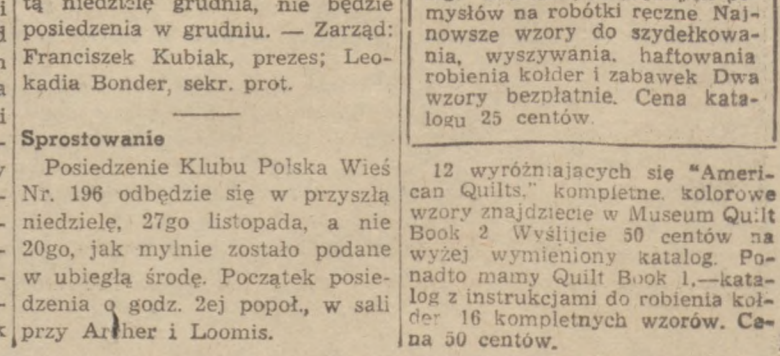 tą niedzielę grudnia, nie będzie
posiedzenia w grudniu. — Zarząd:
Franciszek Kubiak, prezes; Leo-
kadia Bonder, sekr. prot.
Sprostowanie
Posiedzenie Klubu Polska Wieś
Nr. 196 odbędzie się w przyszłą
niedzielę, 27go listopada, a nie
20go, jak mylnie zostało podane
w ubiegłą środę. Początek posie-
dzenia o godz. 2ej popoł., w sali
przy Archer i Loomis.
mysłów na robótki ręczne. Naj-
nowsze wzory do szydełkowa-
nia, wyszywania, haftowania
robienia kołder i zabawek Dwa
wzory bezpłatnie. Cena kata-
logu 25 centów.
12 wyróżniających się "Ameri-
can Quilts," kompletne, kolorowe
wzory znajdziecie w Museum Quilt
Book 2 Wyślijcie 50 centów na
wyżej wymieniony katalog. Po-
nadto mamy Quilt Book 1,—kata-
log z instrukcjami do robienia koł-
der 16 kompletnych wzorów. Ce-
na 50 centów.